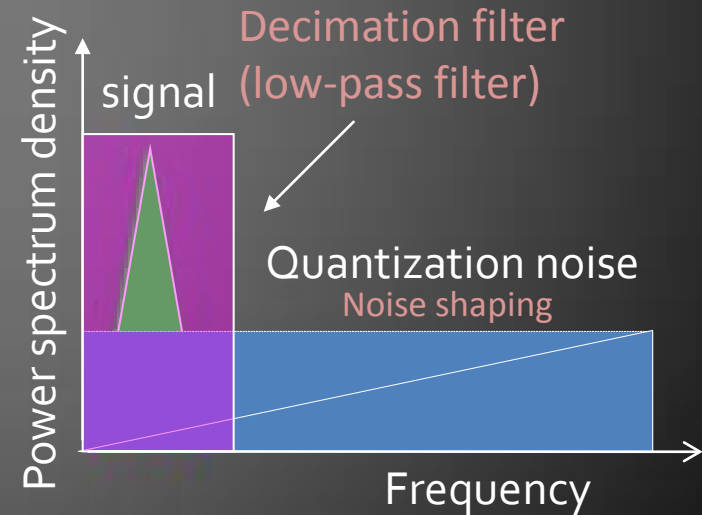 Decimation filter
(low-pass filter)
signal
Power spectrum density
Quantization noise
Noise shaping
Frequency